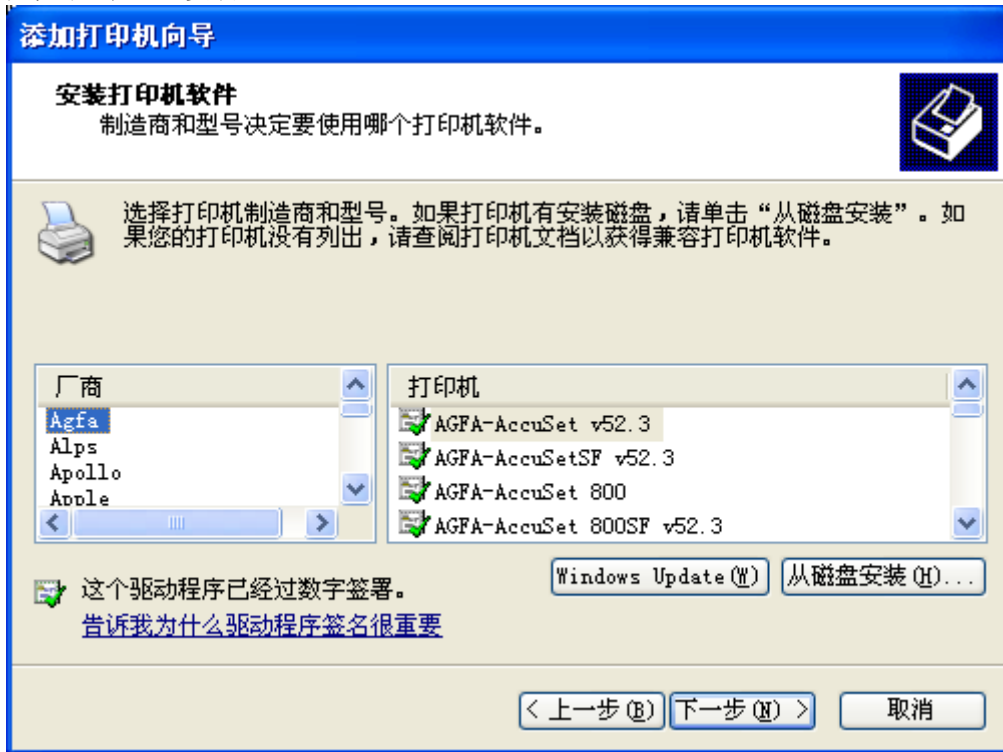 添加打印机向导
安装打印机软件
制造商和型号决定要使用哪个打印机软件。
选择打印机制造商和型号。如果打印机有安装磁盘，请单击“从磁盘安装”。如
果您的打印机没有列出，请查阅打印机文档以获得兼容打印机软件。
厂商
Agfa
Alps
Apollo
Apple
打印机
AGFA-AccuSet v52.3
AGFA-AccuSetSF v52.3
AGFA-AccuSet 800
AGFA-AccuSet 800SF v52.3
这个驱动程序已经过数字签署。
告诉我为什么驱动程序签名很重要
Windows Update(W)
从磁盘安装(H)...
< 上一步(B)
下一步(N) >
取消